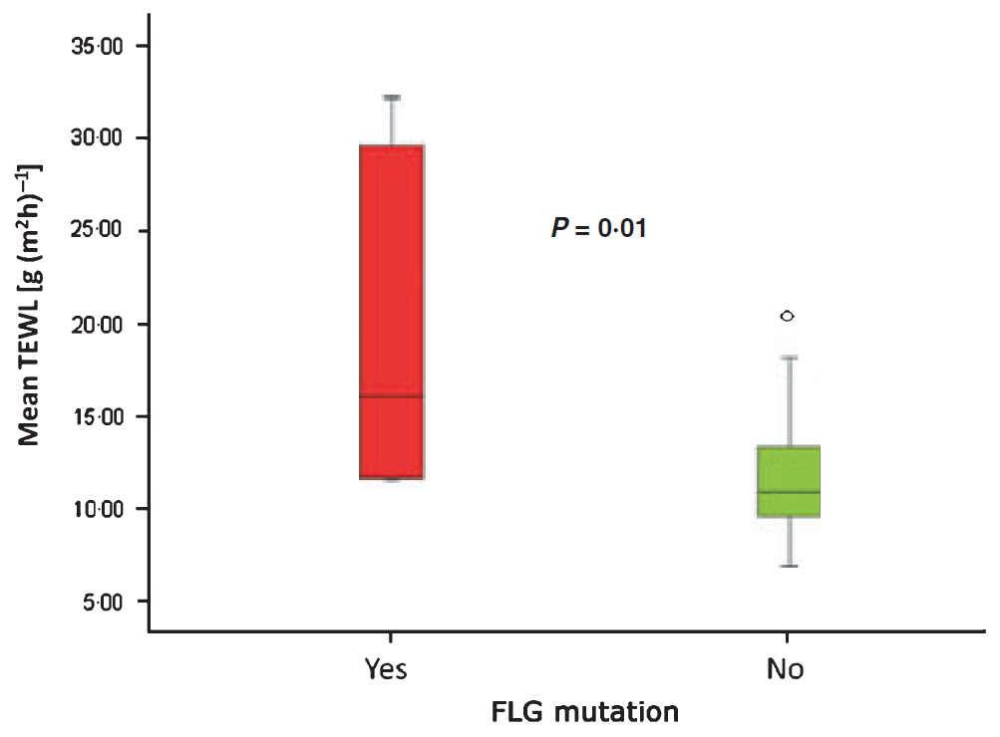 Mean TEWL [g (m²h)⁻¹]
35·00
30·00
25·00
20·00
15·00
10·00
5·00
P = 0·01
Yes
No
FLG mutation